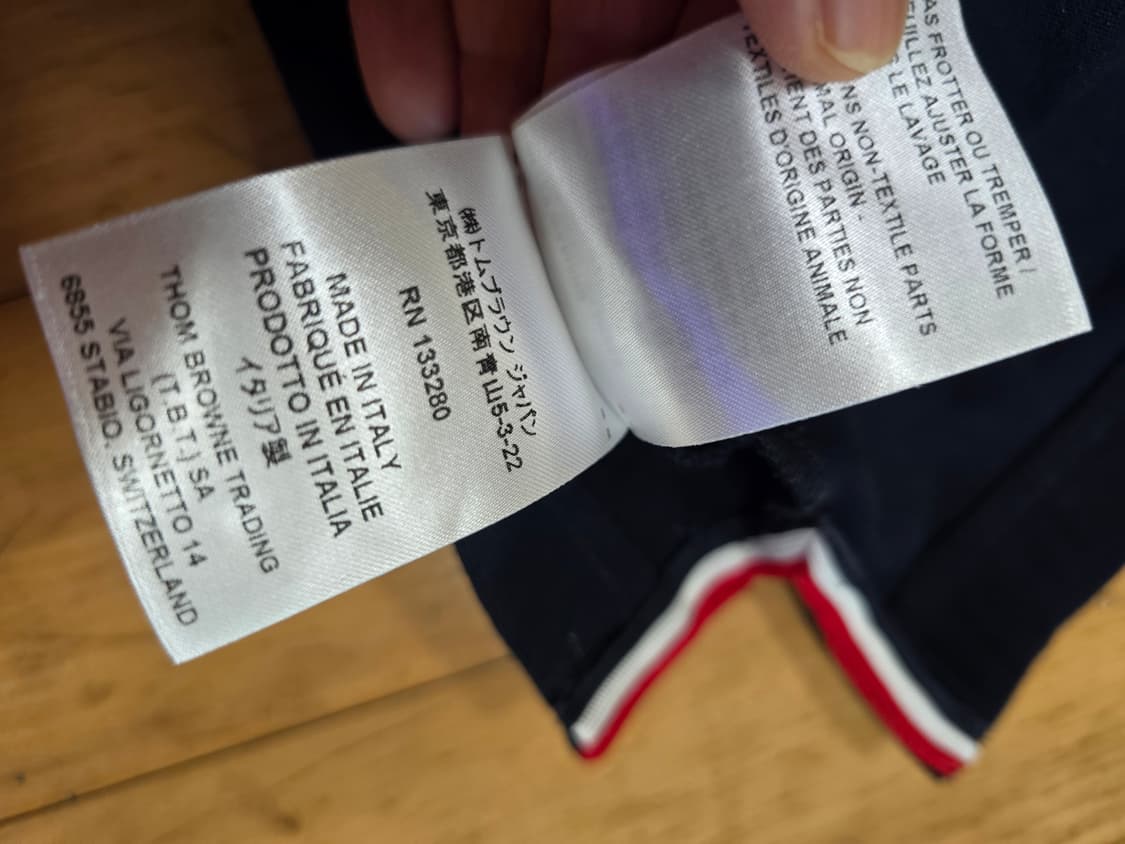 AS FROTTER OU TREMPER /
UILLEZ AJUSTER LA FORME
LE LAVAGE
NS NON-TEXTILE PARTS
MAL ORIGIN -
IENT DES PARTIES NON
TEXTILES D'ORIGINE ANIMALE
㈱トムブラウン ジャパン
東京都港区南青山5-3-22
RN 133280
MADE IN ITALY
FABRIQUÉ EN ITALIE
PRODOTTO IN ITALIA
イタリア製
THOM BROWNE TRADING
(T.B.T.) SA
VIA LIGORNETTO 14
6855 STABIO. SWITZERLAND